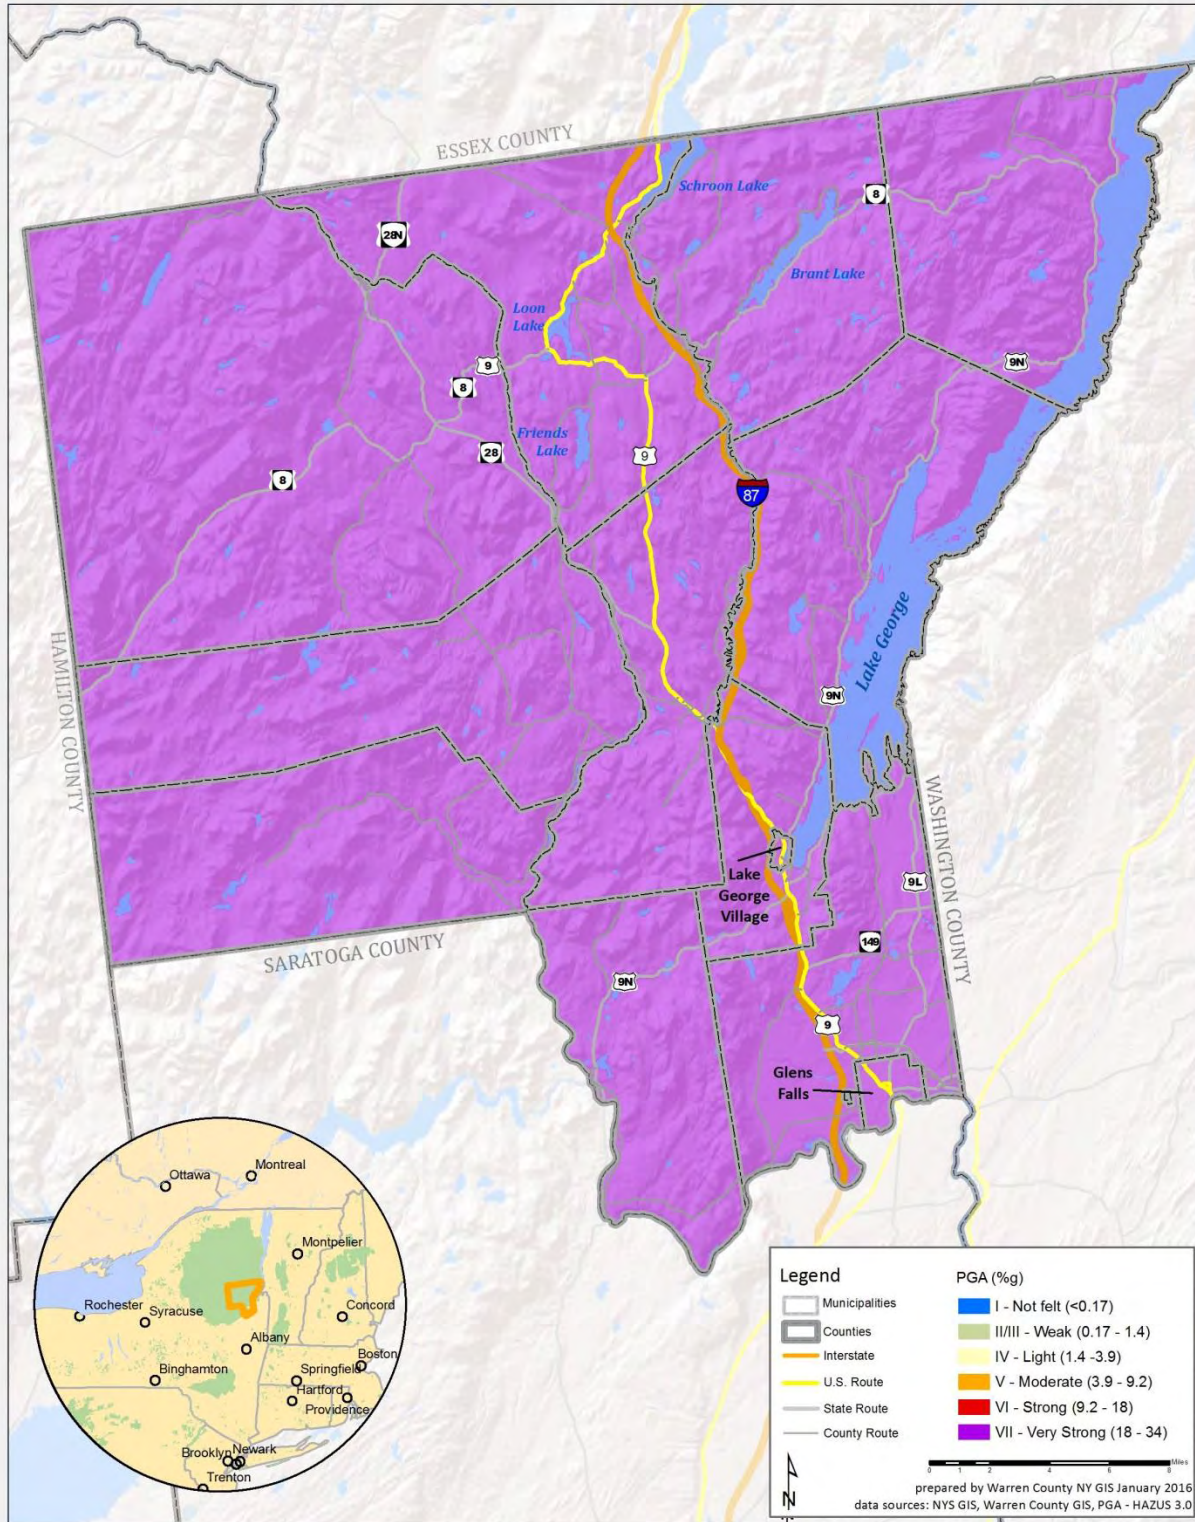 ESSEX COUNTY
Schroon Lake
8
28N
Brant Lake
Loon
Lake
9
9N
8
Friends
Lake
28
9
8
87
Lake George
HAMILTON COUNTY
9N
WASHINGTON COUNTY
Lake
George
Village
9L
SARATOGA COUNTY
149
9N
9
Glens
Falls
Montreal
Ottawa
Montpelier
Rochester
Syracuse
Concord
Albany
Boston
Binghamton
Springfield
Hartford
Providence
Brooklyn
Newark
Trenton
Legend
Municipalities
Counties
Interstate
U.S. Route
State Route
County Route
PGA (%g)
I - Not felt (<0.17)
II/III - Weak (0.17 - 1.4)
IV - Light (1.4 -3.9)
V - Moderate (3.9 - 9.2)
VI - Strong (9.2 - 18)
VII - Very Strong (18 - 34)
N
Miles
0 1 2 4 6 8
prepared by Warren County NY GIS January 2016
data sources: NYS GIS, Warren County GIS, PGA - HAZUS 3.0